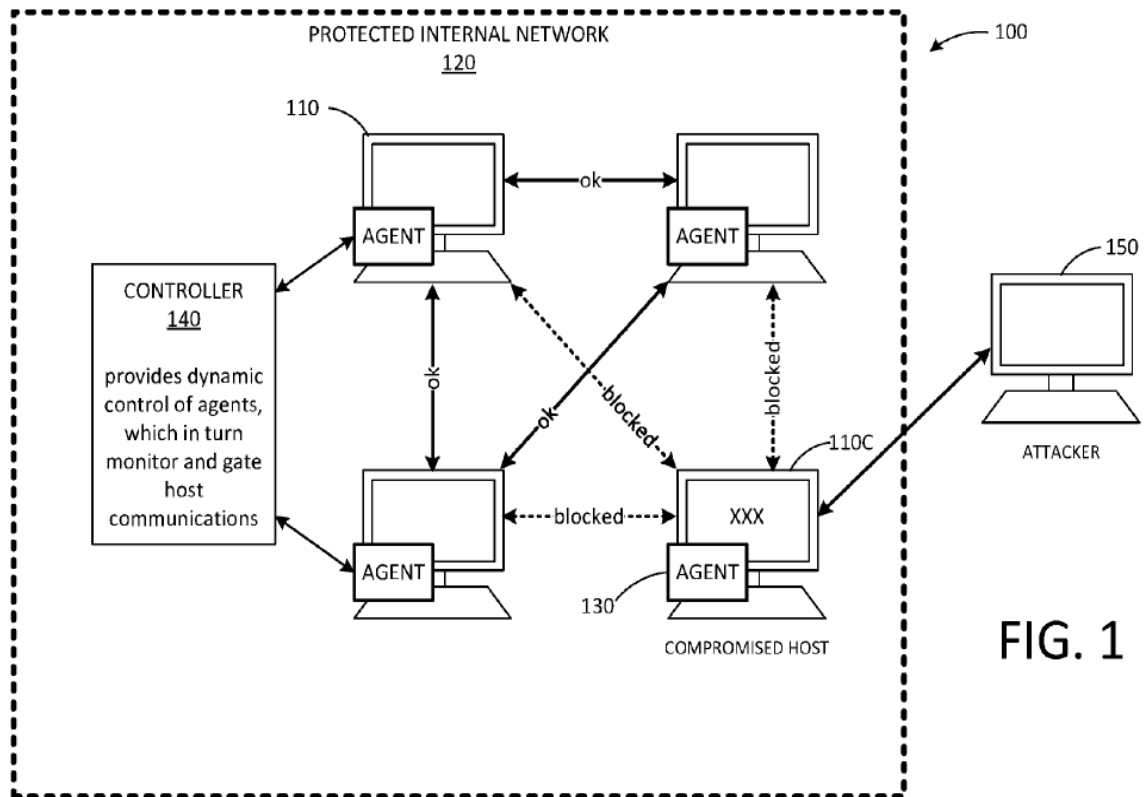 PROTECTED INTERNAL NETWORK
120
100
110
ok
AGENT
AGENT
150
CONTROLLER
140
provides dynamic
control of agents,
which in turn
monitor and gate
host
communications
ok
ok
blocked
blocked
ATTACKER
110C
blocked
XXX
AGENT
AGENT
130
COMPROMISED HOST
FIG. 1